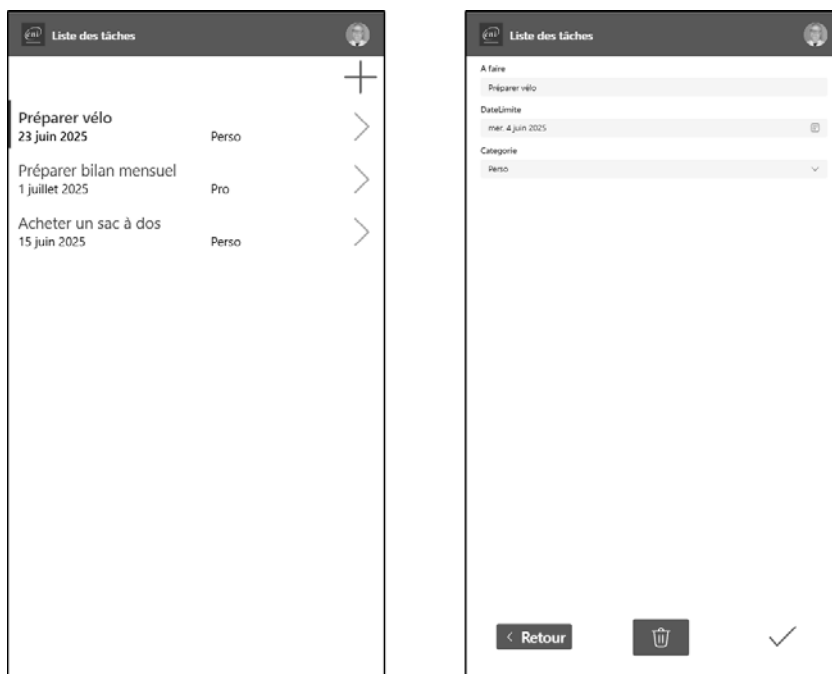 eni Liste des tâches
Préparer vélo
23 juin 2025 Perso
Préparer bilan mensuel
1 juillet 2025 Pro
Acheter un sac à dos
15 juin 2025 Perso
eni Liste des tâches
A faire
Préparer vélo
DateLimite
mer. 4 juin 2025
Categorie
Perso
Retour